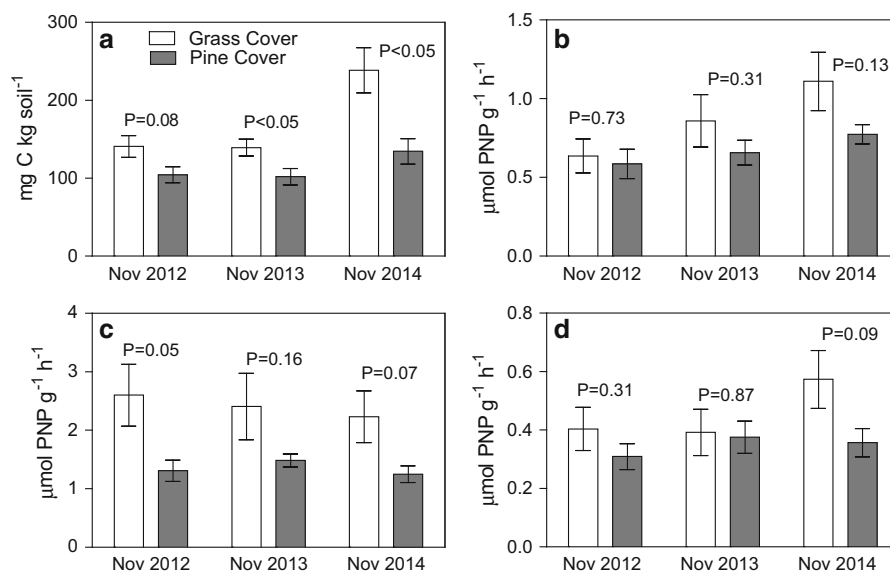 a
Grass Cover
Pine Cover
P=0.08
P<0.05
P<0.05
300
200
100
0
mg C kg soil⁻¹
Nov 2012
Nov 2013
Nov 2014
b
P=0.73
P=0.31
P=0.13
1.5
1.0
0.5
0.0
µmol PNP g⁻¹ h⁻¹
Nov 2012
Nov 2013
Nov 2014
c
P=0.05
P=0.16
P=0.07
4
3
2
1
0
µmol PNP g⁻¹ h⁻¹
Nov 2012
Nov 2013
Nov 2014
d
P=0.31
P=0.87
P=0.09
0.8
0.6
0.4
0.2
0.0
µmol PNP g⁻¹ h⁻¹
Nov 2012
Nov 2013
Nov 2014